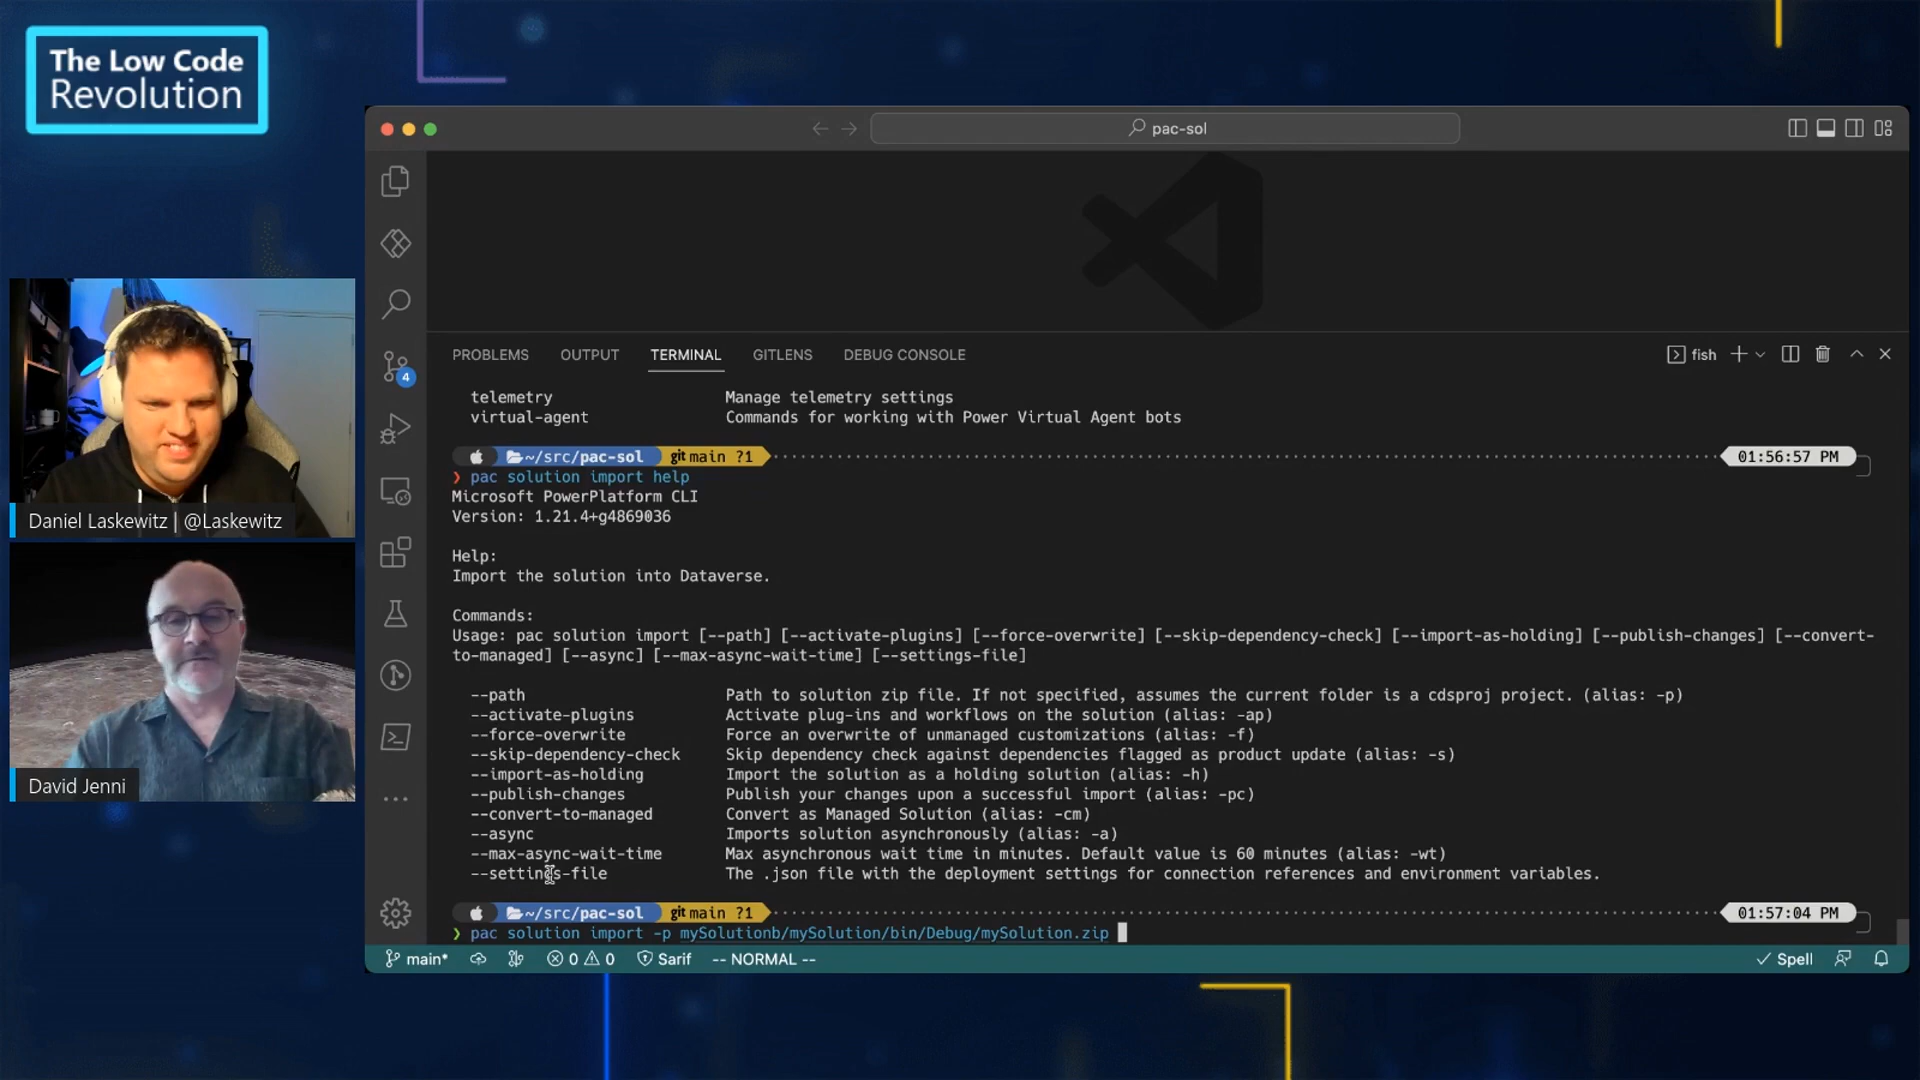 The Low Code
Revolution
pac-sol
4
PROBLEMS OUTPUT TERMINAL GITLENS DEBUG CONSOLE fish
telemetry Manage telemetry settings
virtual-agent Commands for working with Power Virtual Agent bots
~/src/pac-sol git main ?1 01:56:57 PM
❯ pac solution import help
Microsoft PowerPlatform CLI
Version: 1.21.4+g4869036
Help:
Import the solution into Dataverse.
Commands:
Usage: pac solution import [--path] [--activate-plugins] [--force-overwrite] [--skip-dependency-check] [--import-as-holding] [--publish-changes] [--convert-
to-managed] [--async] [--max-async-wait-time] [--settings-file]
--path Path to solution zip file. If not specified, assumes the current folder is a cdsproj project. (alias: -p)
--activate-plugins Activate plug-ins and workflows on the solution (alias: -ap)
--force-overwrite Force an overwrite of unmanaged customizations (alias: -f)
--skip-dependency-check Skip dependency check against dependencies flagged as product update (alias: -s)
--import-as-holding Import the solution as a holding solution (alias: -h)
--publish-changes Publish your changes upon a successful import (alias: -pc)
--convert-to-managed Convert as Managed Solution (alias: -cm)
--async Imports solution asynchronously (alias: -a)
--max-async-wait-time Max asynchronous wait time in minutes. Default value is 60 minutes (alias: -wt)
--settings-file The .json file with the deployment settings for connection references and environment variables.
~/src/pac-sol git main ?1 01:57:04 PM
❯ pac solution import -p mySolutionb/mySolution/bin/Debug/mySolution.zip
main* 0 0 Sarif -- NORMAL -- Spell
Daniel Laskewitz | @Laskewitz
David Jenni